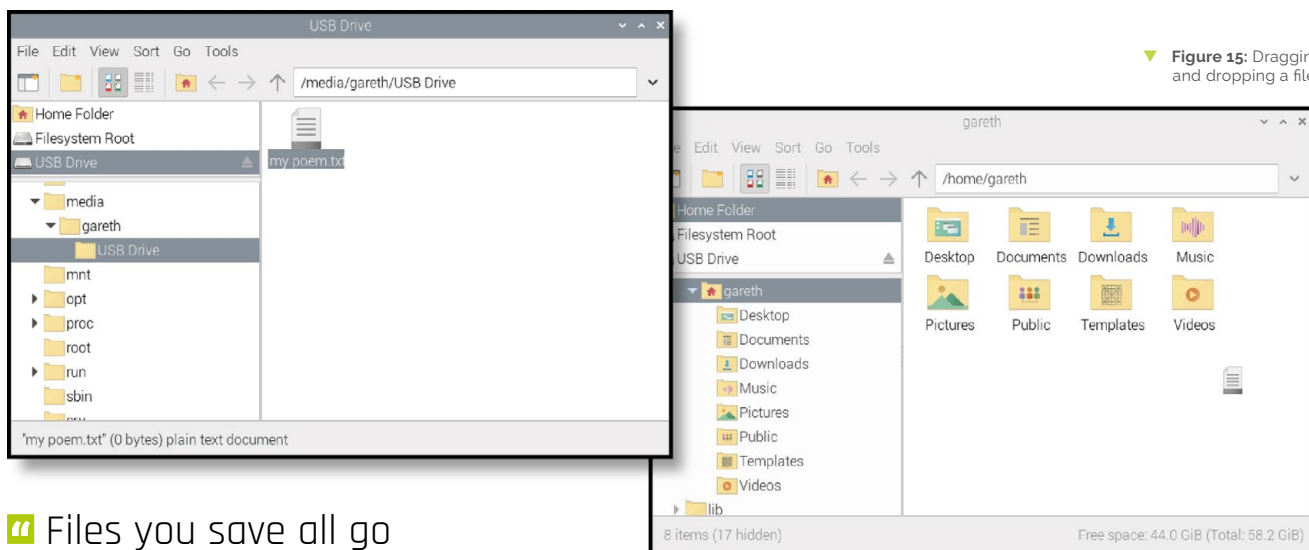 USB Drive
File Edit View Sort Go Tools
/media/gareth/USB Drive
Home Folder
Filesystem Root
USB Drive
media
gareth
USB Drive
mnt
opt
proc
root
run
sbin
my poem.txt
"my poem.txt" (0 bytes) plain text document
Figure 15: Draggin
and dropping a file
gareth
e Edit View Sort Go Tools
/home/gareth
Home Folder
Filesystem Root
USB Drive
gareth
Desktop
Documents
Downloads
Music
Pictures
Public
Templates
Videos
lib
Desktop Documents Downloads Music
Pictures Public Templates Videos
8 items (17 hidden) Free space: 44.0 GiB (Total: 58.2 GiB)
Files you save all go